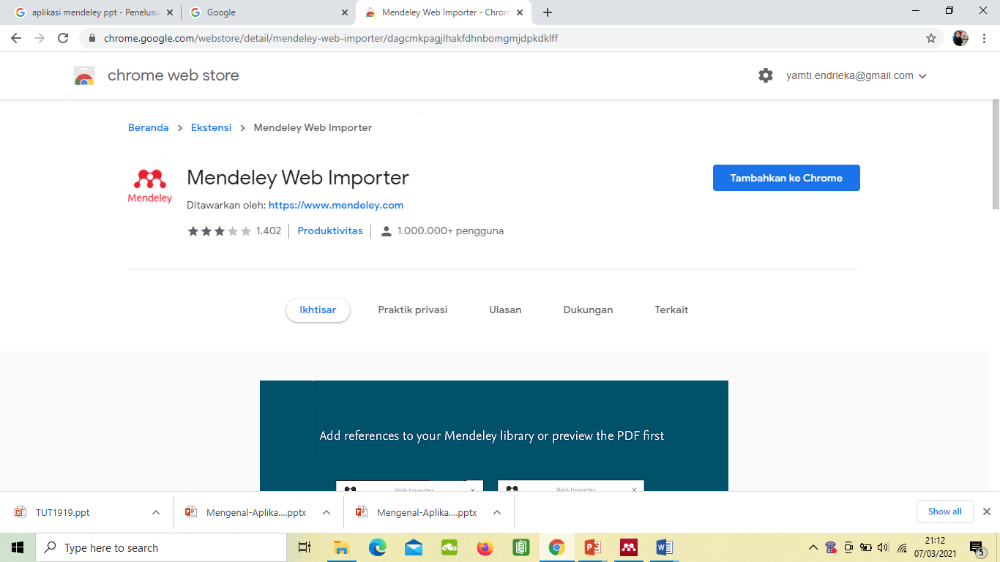 aplikasi mendeley ppt - Penelusu
Google
Mendeley Web Importer - Chrom
chrome.google.com/webstore/detail/mendeley-web-importer/dagcmkpagjlhakfdhnbomgmjdpkdklff
chrome web store
yamti.endrieka@gmail.com
Beranda > Ekstensi > Mendeley Web Importer
Mendeley
Mendeley Web Importer
Tambahkan ke Chrome
Ditawarkan oleh: https://www.mendeley.com
1.402 Produktivitas 1.000.000+ pengguna
Ikhtisar Praktik privasi Ulasan Dukungan Terkait
Add references to your Mendeley library or preview the PDF first
Web Importer Web Importer
TUT1919.ppt Mengenal-Aplika....pptx Mengenal-Aplika....pptx Show all
Type here to search
21:12
07/03/2021
5